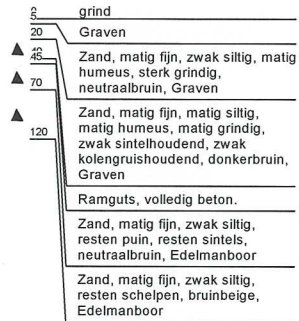 0
grind
5
Graven
20
Zand, matig fijn, zwak siltig, matig
humeus, sterk grindig,
neutraalbruin, Graven
40
45
70
Zand, matig fijn, matig siltig,
matig humeus, matig grindig,
zwak sintelhoudend, zwak
kolengruishoudend, donkerbruin,
Graven
120
Ramguts, volledig beton.
Zand, matig fijn, zwak siltig,
resten puin, resten sintels,
neutraalbruin, Edelmanboor
Zand, matig fijn, zwak siltig,
resten schelpen, bruinbeige,
Edelmanboor